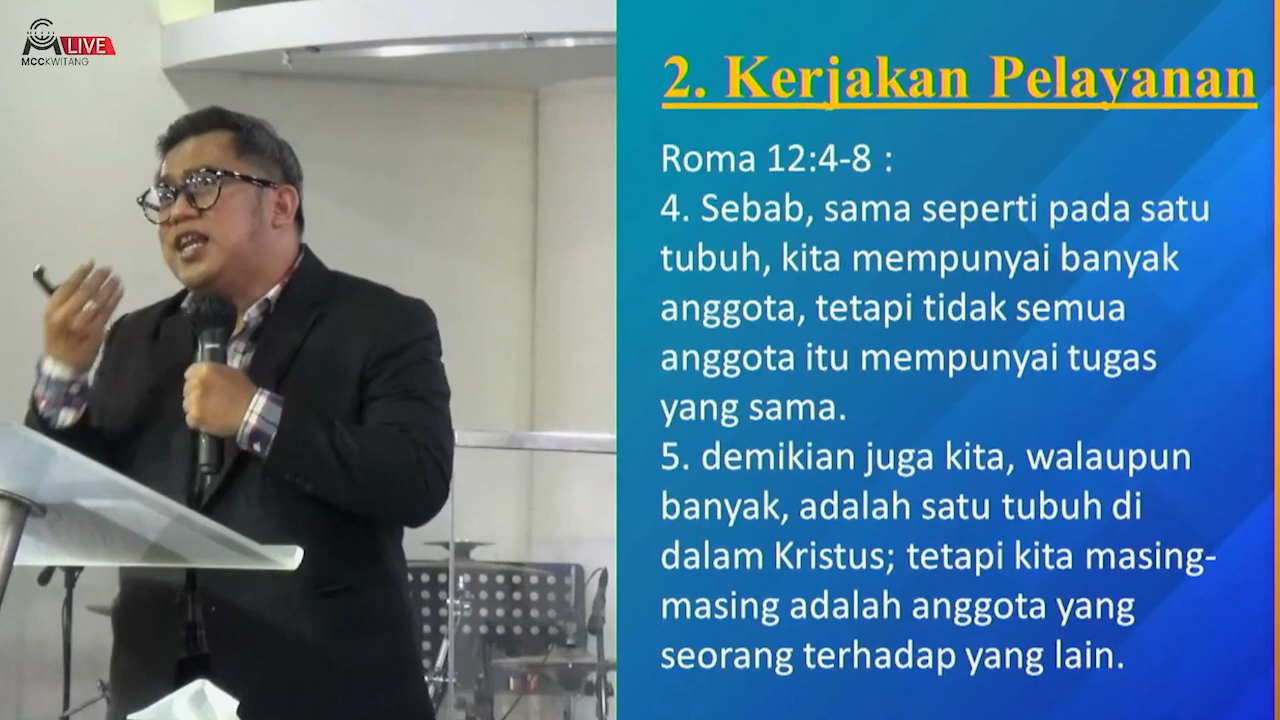 LIVE
MCCKWITANG
2. Kerjakan Pelayanan
Roma 12:4-8 :
4. Sebab, sama seperti pada satu
tubuh, kita mempunyai banyak
anggota, tetapi tidak semua
anggota itu mempunyai tugas
yang sama.
5. demikian juga kita, walaupun
banyak, adalah satu tubuh di
dalam Kristus; tetapi kita masing-
masing adalah anggota yang
seorang terhadap yang lain.